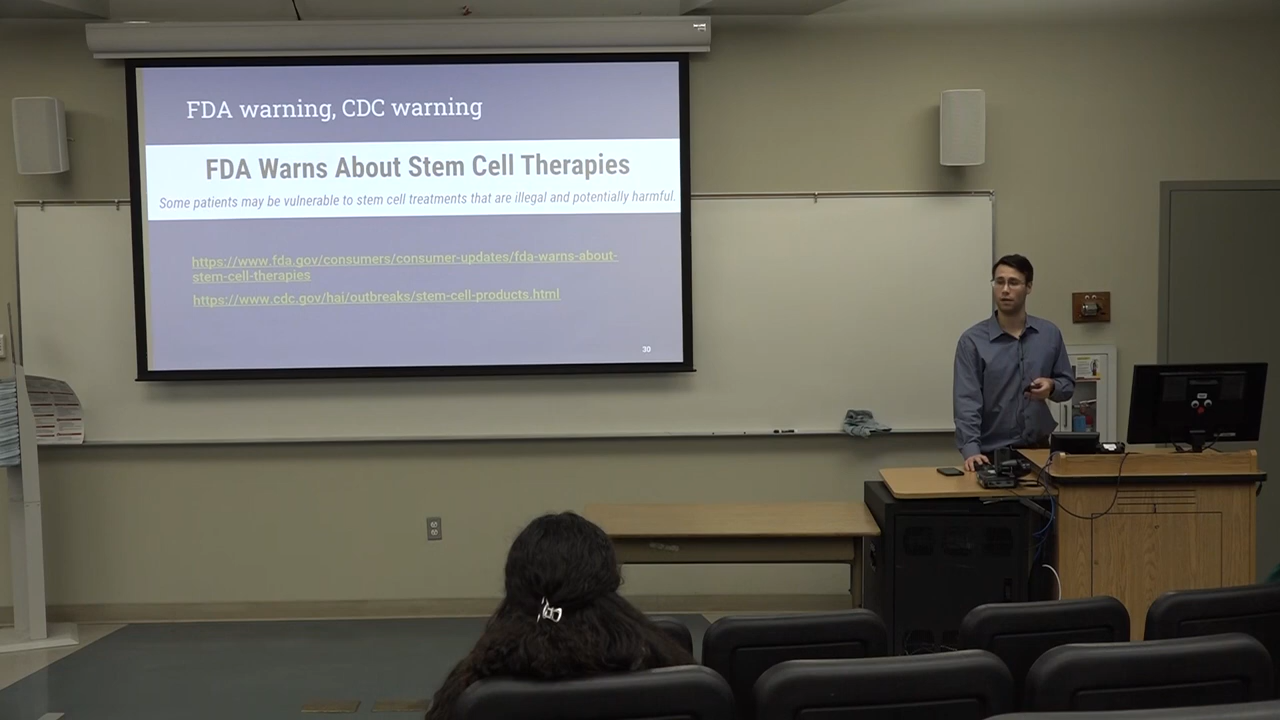 FDA warning, CDC warning
FDA Warns About Stem Cell Therapies
Some patients may be vulnerable to stem cell treatments that are illegal and potentially harmful.
https://www.fda.gov/consumers/consumer-updates/fda-warns-about-
stem-cell-therapies
https://www.cdc.gov/hai/outbreaks/stem-cell-products.html
30